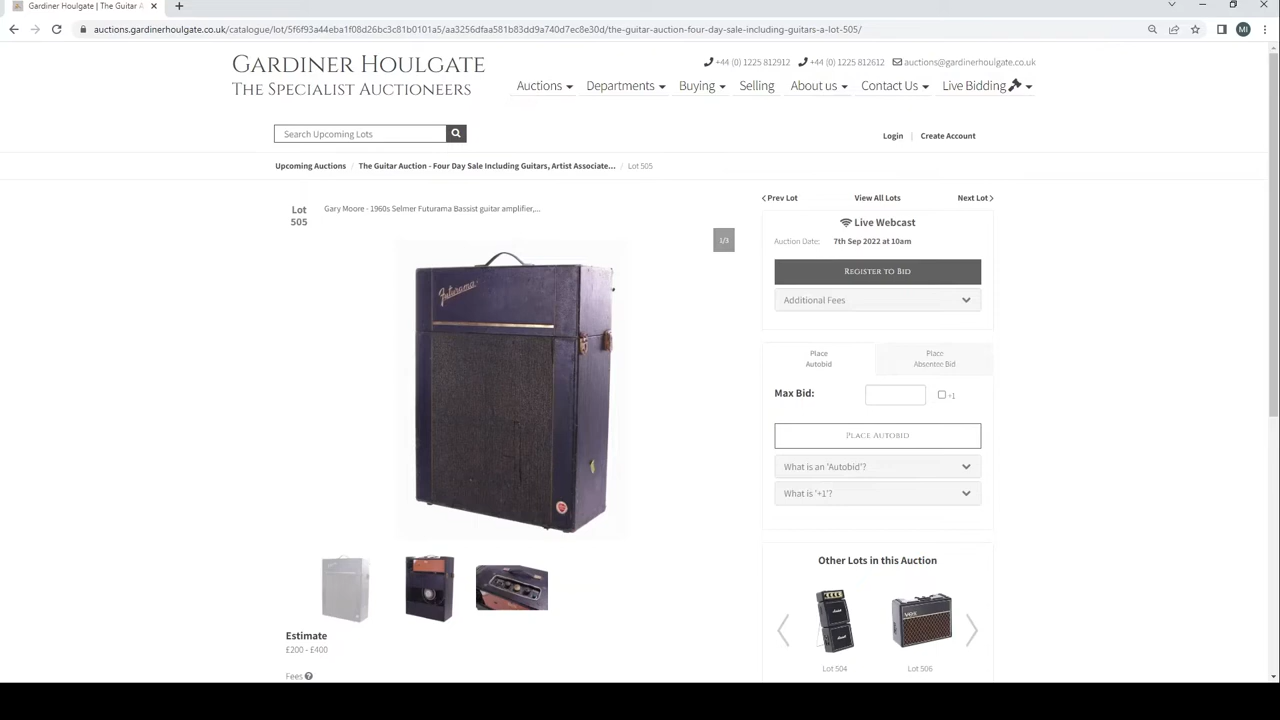 Gardiner Houlgate | The Guitar A
auctions.gardinerhoulgate.co.uk/catalogue/lot/5f6f93a44eba1f08d26bc3c81b0101a5/aa3256dfaa581b83dd9a740d7ec8e30d/the-guitar-auction-four-day-sale-including-guitars-a-lot-505/
MI
GARDINER HOULGATE
THE SPECIALIST AUCTIONEERS
+44 (0) 1225 812912 +44 (0) 1225 812612 auctions@gardinerhoulgate.co.uk
Auctions Departments Buying Selling About us Contact Us Live Bidding
Search Upcoming Lots
Login | Create Account
Upcoming Auctions / The Guitar Auction - Four Day Sale Including Guitars, Artist Associate... / Lot 505
Lot
505
Gary Moore - 1960s Selmer Futurama Bassist guitar amplifier,...
1/3
Futurama
Prev Lot View All Lots Next Lot
Live Webcast
Auction Date: 7th Sep 2022 at 10am
REGISTER TO BID
Additional Fees
Place
Autobid
Place
Absentee Bid
Max Bid: +1
PLACE AUTOBID
What is an 'Autobid'?
What is '+1'?
Other Lots in this Auction
Marshall
VOX
Lot 504 Lot 506
Estimate
£200 - £400
Fees